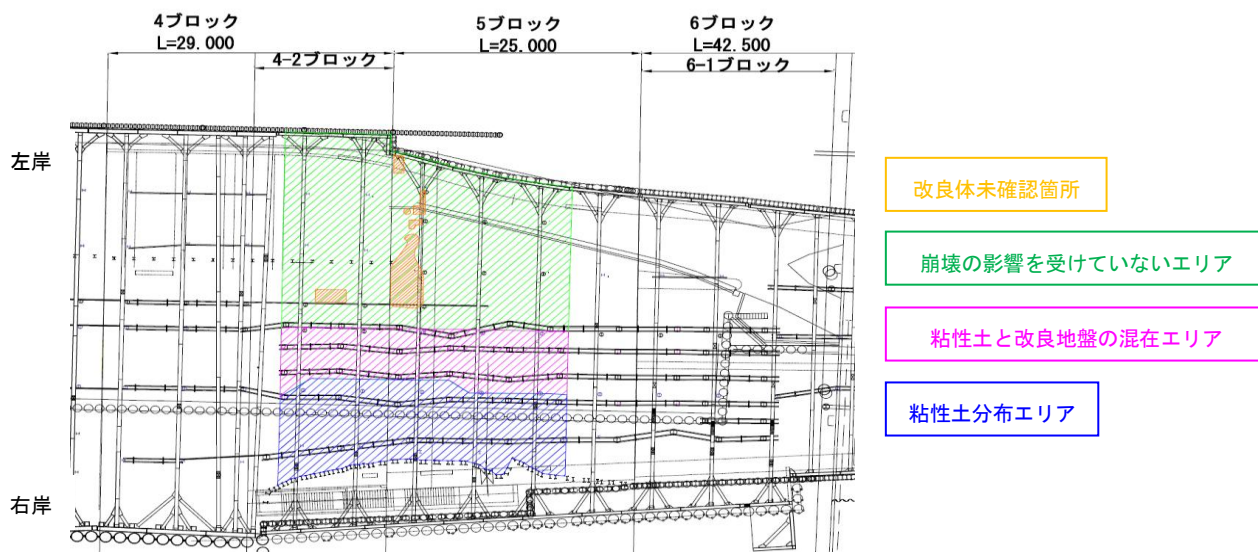 4ブロック
L=29.000
5ブロック
L=25.000
6ブロック
L=42.500
4-2ブロック
6-1ブロック
左岸
改良体未確認箇所
崩壊の影響を受けていないエリア
粘性土と改良地盤の混在エリア
粘性土分布エリア
右岸